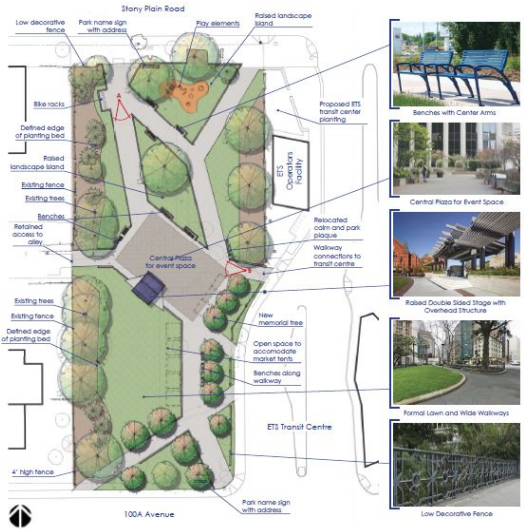 Stony Plain Road
Low decorative
fence
Park name sign
with address
Play elements
Raised landscape
island
Bike racks
A
Proposed ETS
transit center
planting
Defined edge
of planting bed
Raised
landscape island
ETS
Operations
Facility
Existing fence
Existing trees
Benches
Retained
access to
alley
Central Plaza
for event space
Relocated
cairn and park
plaque
B
Walkway
connections to
transit centre
Existing trees
Existing fence
Defined edge
of planting bed
New
memorial tree
Open space to
accomodate
market tents
Benches along
walkway
ETS Transit Centre
4' high fence
Park name sign
with address
100A Avenue
Benches with Center Arms
Central Plaza for Event Space
Raised Double Sided Stage with
Overhead Structure
Formal Lawn and Wide Walkways
Low Decorative Fence